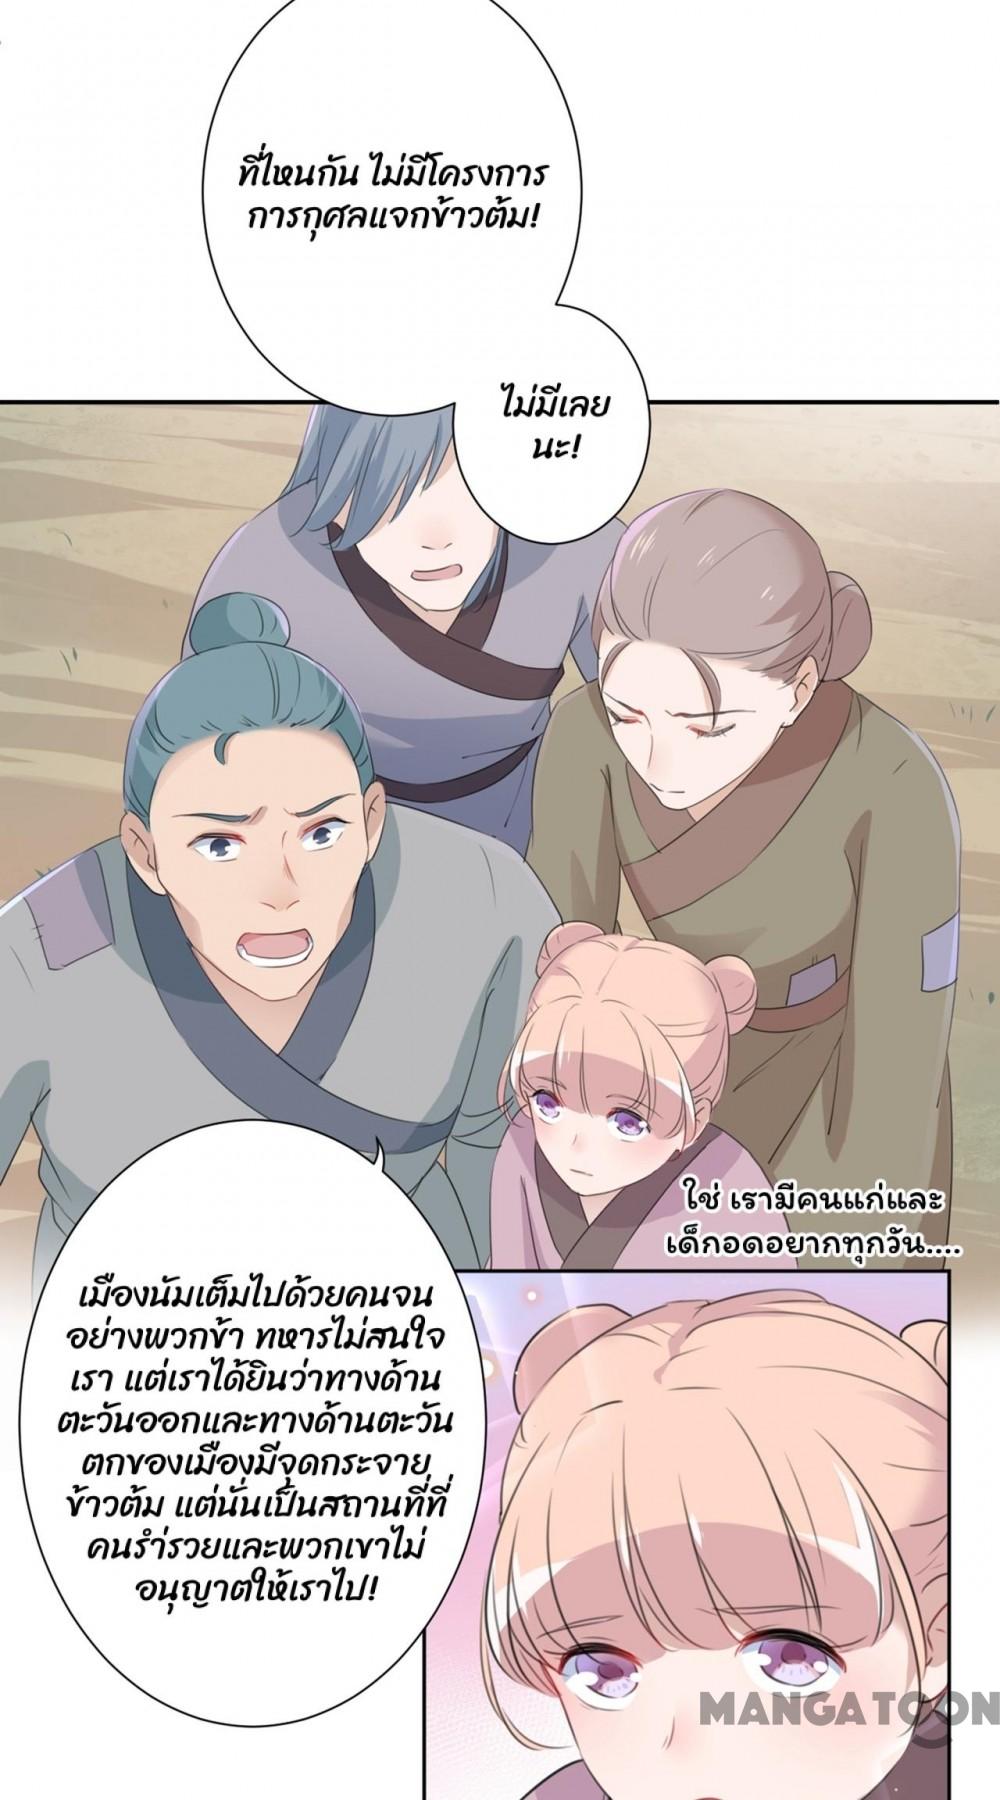 ที่ไหนกัน ไม่มีโครงการ
การกุศลแจกข้าวต้ม!
ไม่มีเลย
นะ!
ใช่ เรามีคนแก่และ
เด็กอดอยากทุกวัน....
เมืองนัมเต็มไปด้วยคนจน
อย่างพวกข้า ทหารไม่สนใจ
เรา แต่เราได้ยินว่าทางด้าน
ตะวันออกและทางด้านตะวัน
ตกของเมืองมีจุดกระจาย
ข้าวต้ม แต่นั่นเป็นสถานที่ที่
คนร่ำรวยและพวกเขาไม่
อนุญาตให้เราไป!
MANGATOON